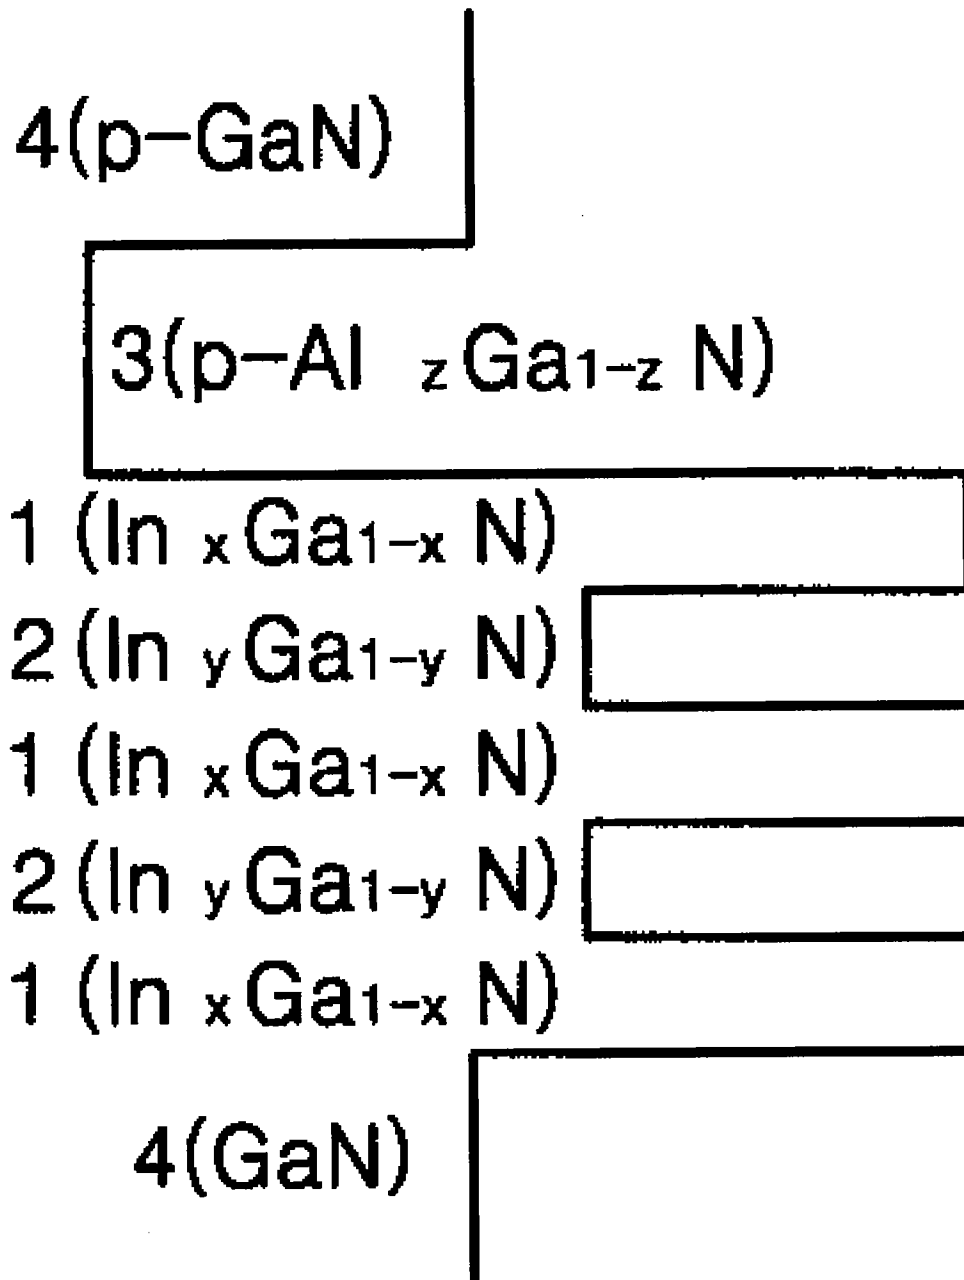 4(p-GaN)
3(p-Al zGa1-z N)
1 (In xGa1-x N)
2 (In yGa1-y N)
1 (In xGa1-x N)
2 (In yGa1-y N)
1 (In xGa1-x N)
4(GaN)